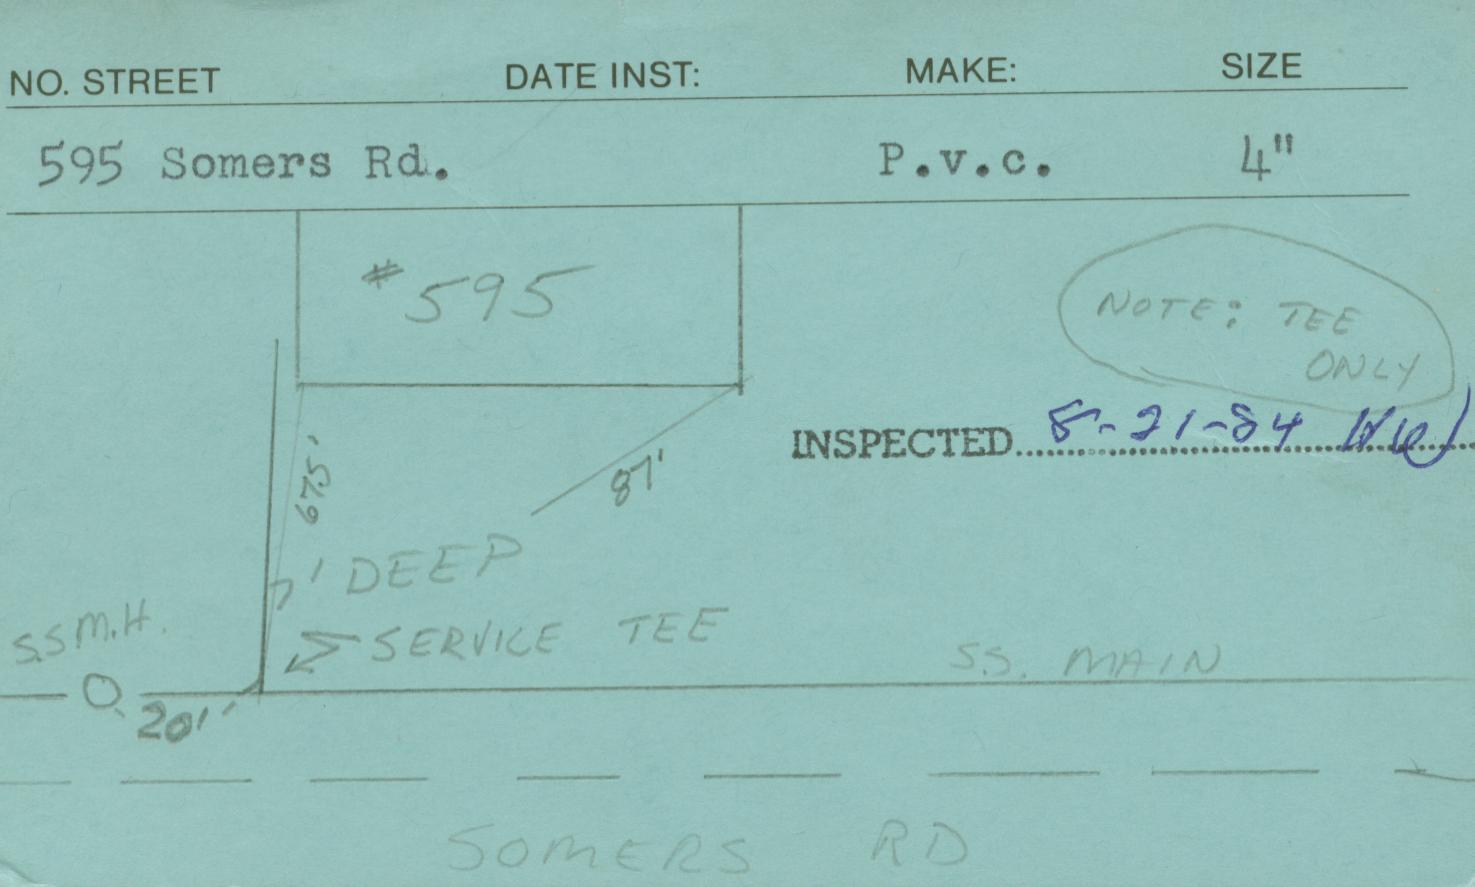 NO. STREET DATE INST: MAKE: SIZE
595 Somers Rd. P.v.c. 4"
#595
NOTE: TEE
ONLY
INSPECTED 8-21-84
67.5'
87'
7' DEEP
S.S M.H.
SERVICE TEE
S.S. MAIN
20'
SOMERS RD